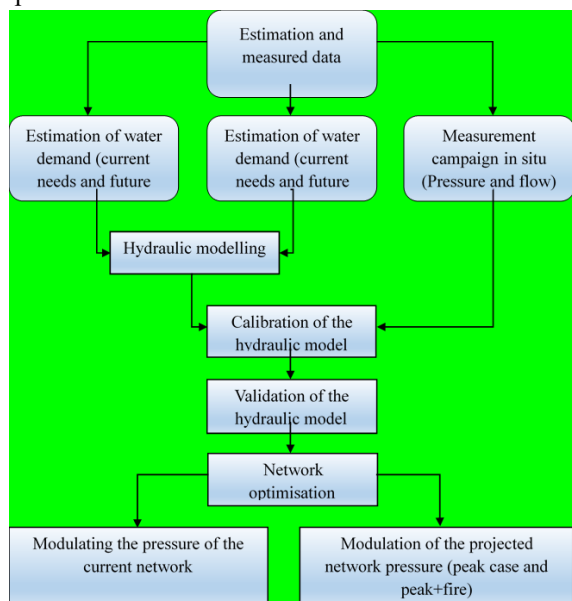 Estimation and
measured data
Estimation of water
demand (current
needs and future
Estimation of water
demand (current
needs and future
Measurement
campaign in situ
(Pressure and flow)
Hydraulic modelling
Calibration of the
hydraulic model
Validation of the
hydraulic model
Network
optimisation
Modulating the pressure of the
current network
Modulation of the projected
network pressure (peak case and
peak+fire)